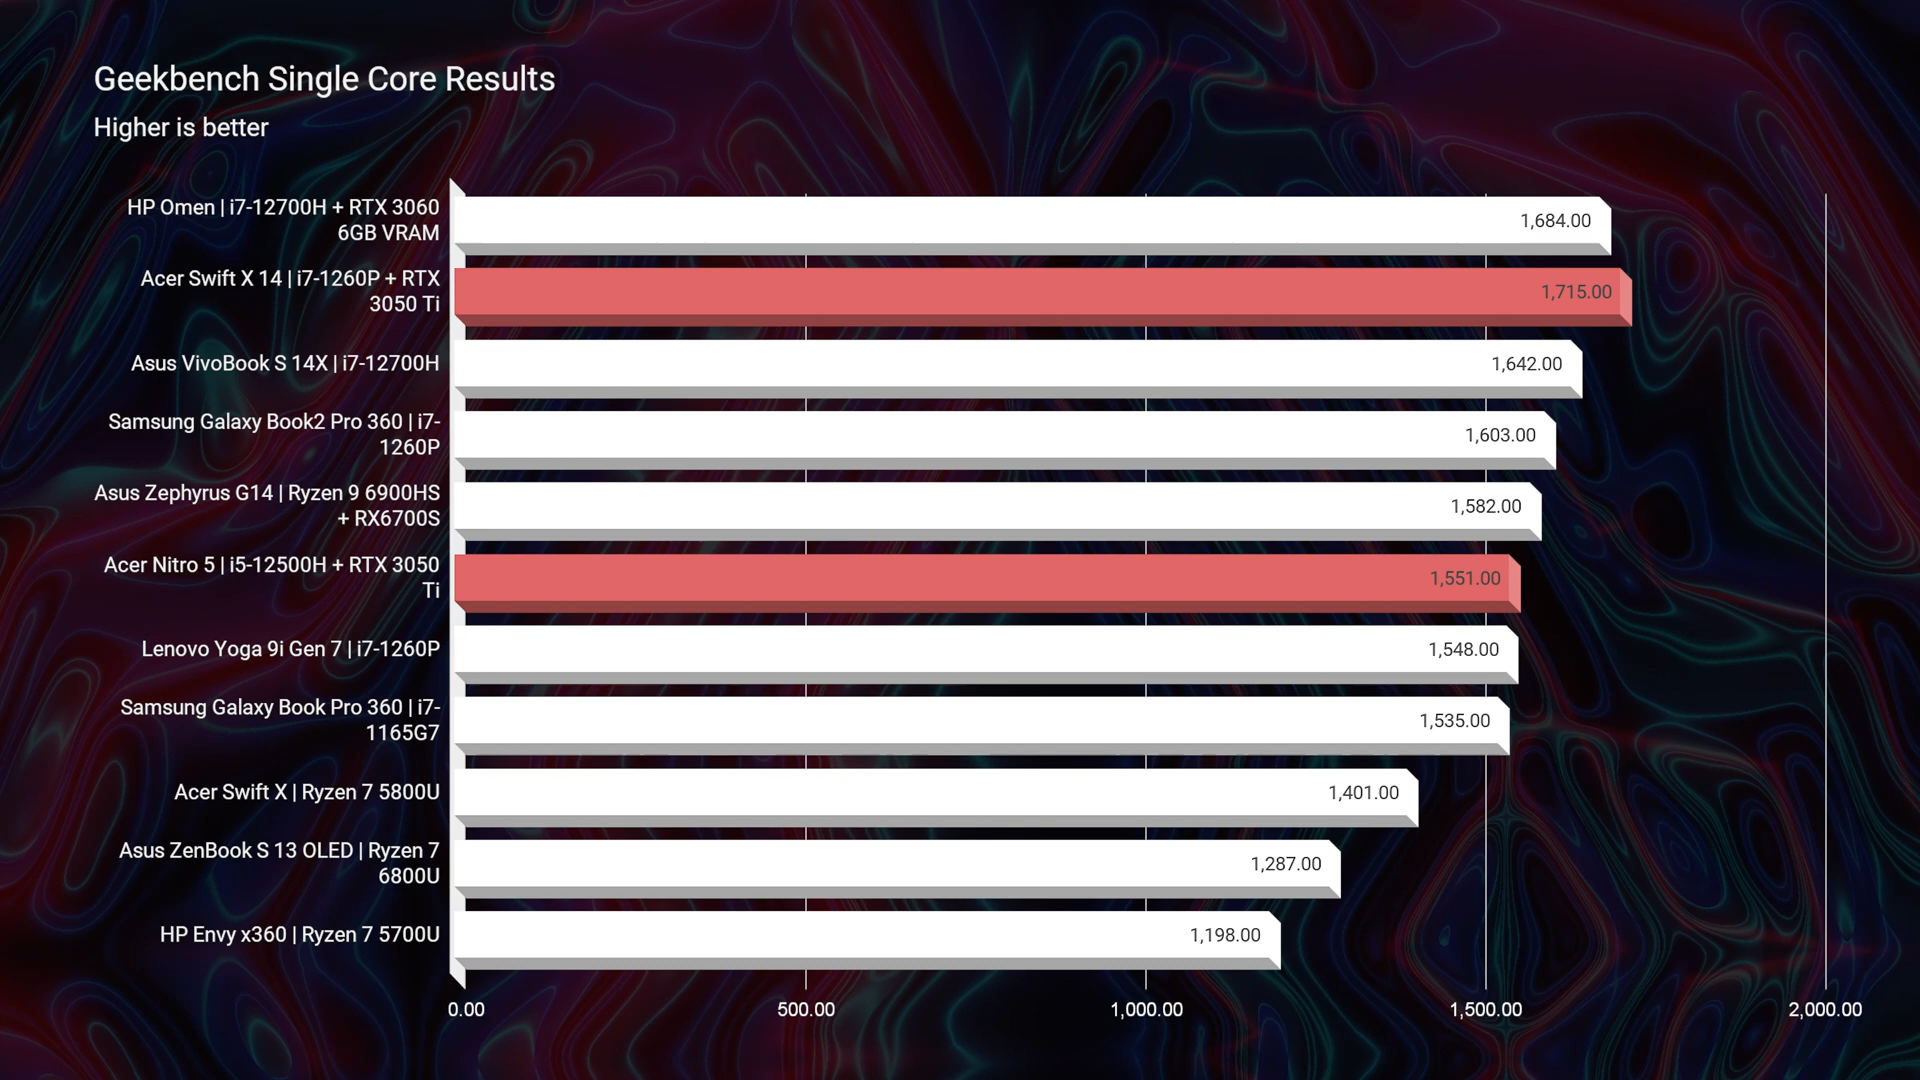 Geekbench Single Core Results
Higher is better
HP Omen | i7-12700H + RTX 3060
6GB VRAM
1,684.00
Acer Swift X 14 | i7-1260P + RTX
3050 Ti
1,715.00
Asus VivoBook S 14X | i7-12700H
1,642.00
Samsung Galaxy Book2 Pro 360 | i7-
1260P
1,603.00
Asus Zephyrus G14 | Ryzen 9 6900HS
+ RX6700S
1,582.00
Acer Nitro 5 | i5-12500H + RTX 3050
Ti
1,551.00
Lenovo Yoga 9i Gen 7 | i7-1260P
1,548.00
Samsung Galaxy Book Pro 360 | i7-
1165G7
1,535.00
Acer Swift X | Ryzen 7 5800U
1,401.00
Asus ZenBook S 13 OLED | Ryzen 7
6800U
1,287.00
HP Envy x360 | Ryzen 7 5700U
1,198.00
0.00 500.00 1,000.00 1,500.00 2,000.00